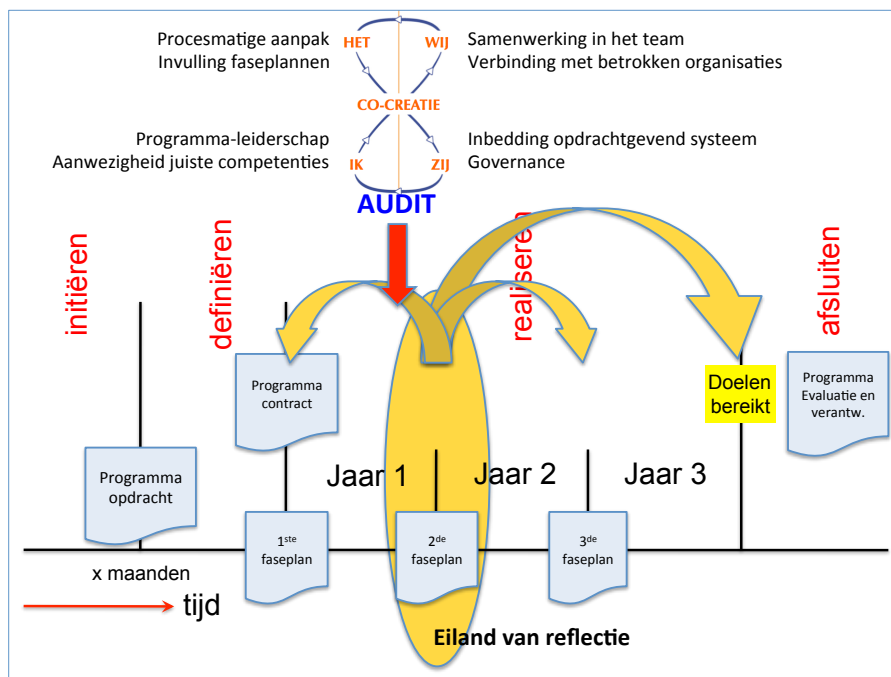 Procesmatige aanpak
Invulling faseplannen
HET
WIJ
Samenwerking in het team
Verbinding met betrokken organisaties
CO-CREATIE
Programma-leiderschap
Aanwezigheid juiste competenties
IK
ZIJ
Inbedding opdrachtgevend systeem
Governance
AUDIT
initiëren
definiëren
realiseren
afsluiten
Programma
contract
Doelen
bereikt
Programma
Evaluatie en
verantw.
Programma
opdracht
Jaar 1
Jaar 2
Jaar 3
1ste
faseplan
2de
faseplan
3de
faseplan
x maanden
tijd
Eiland van reflectie